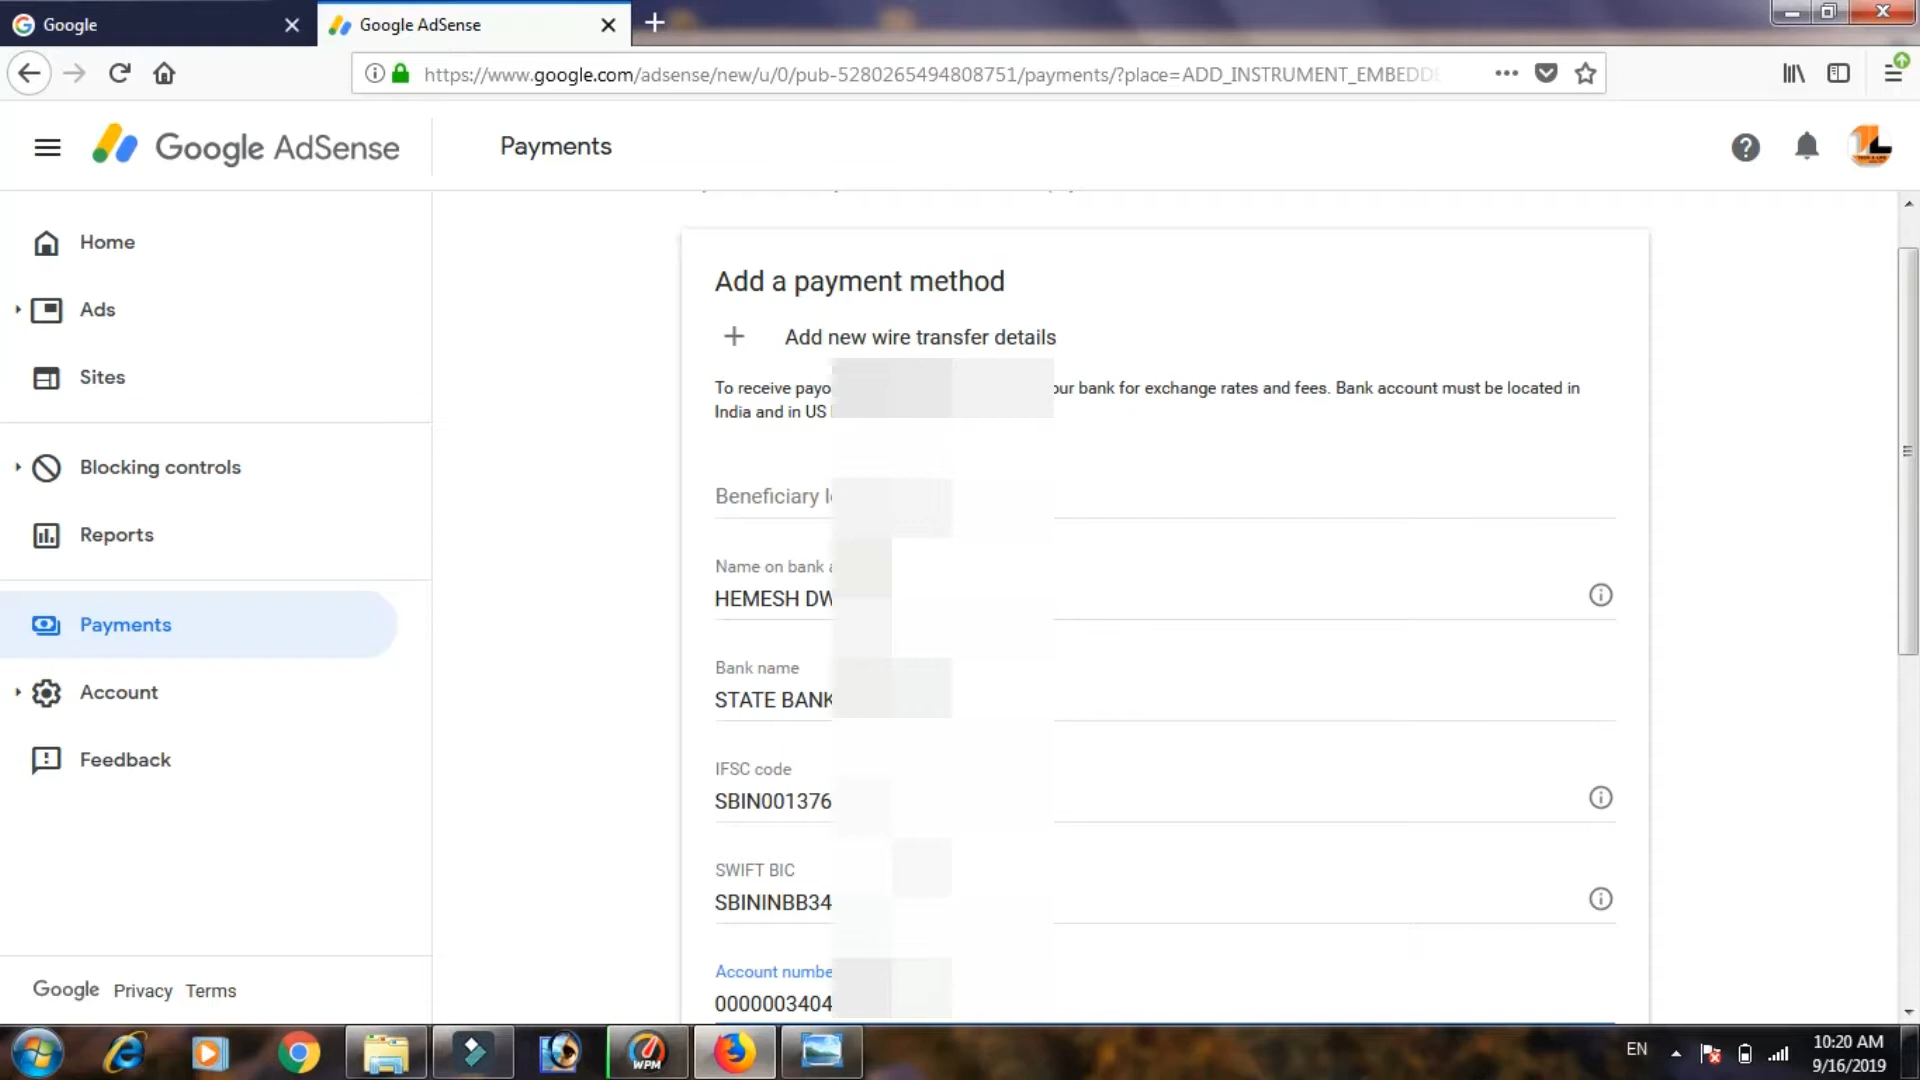 Google
Google AdSense
https://www.google.com/adsense/new/u/0/pub-5280265494808751/payments/?place=ADD_INSTRUMENT_EMBEDDE
Google AdSense
Payments
Home
Ads
Sites
Blocking controls
Reports
Payments
Account
Feedback
Google Privacy Terms
Add a payment method
Add new wire transfer details
To receive payo
our bank for exchange rates and fees. Bank account must be located in
India and in US
Beneficiary
Name on bank
HEMESH DW
Bank name
STATE BANK
IFSC code
SBIN001376
SWIFT BIC
SBININBB34
Account numbe
0000003404
WPM
EN
10:20 AM
9/16/2019